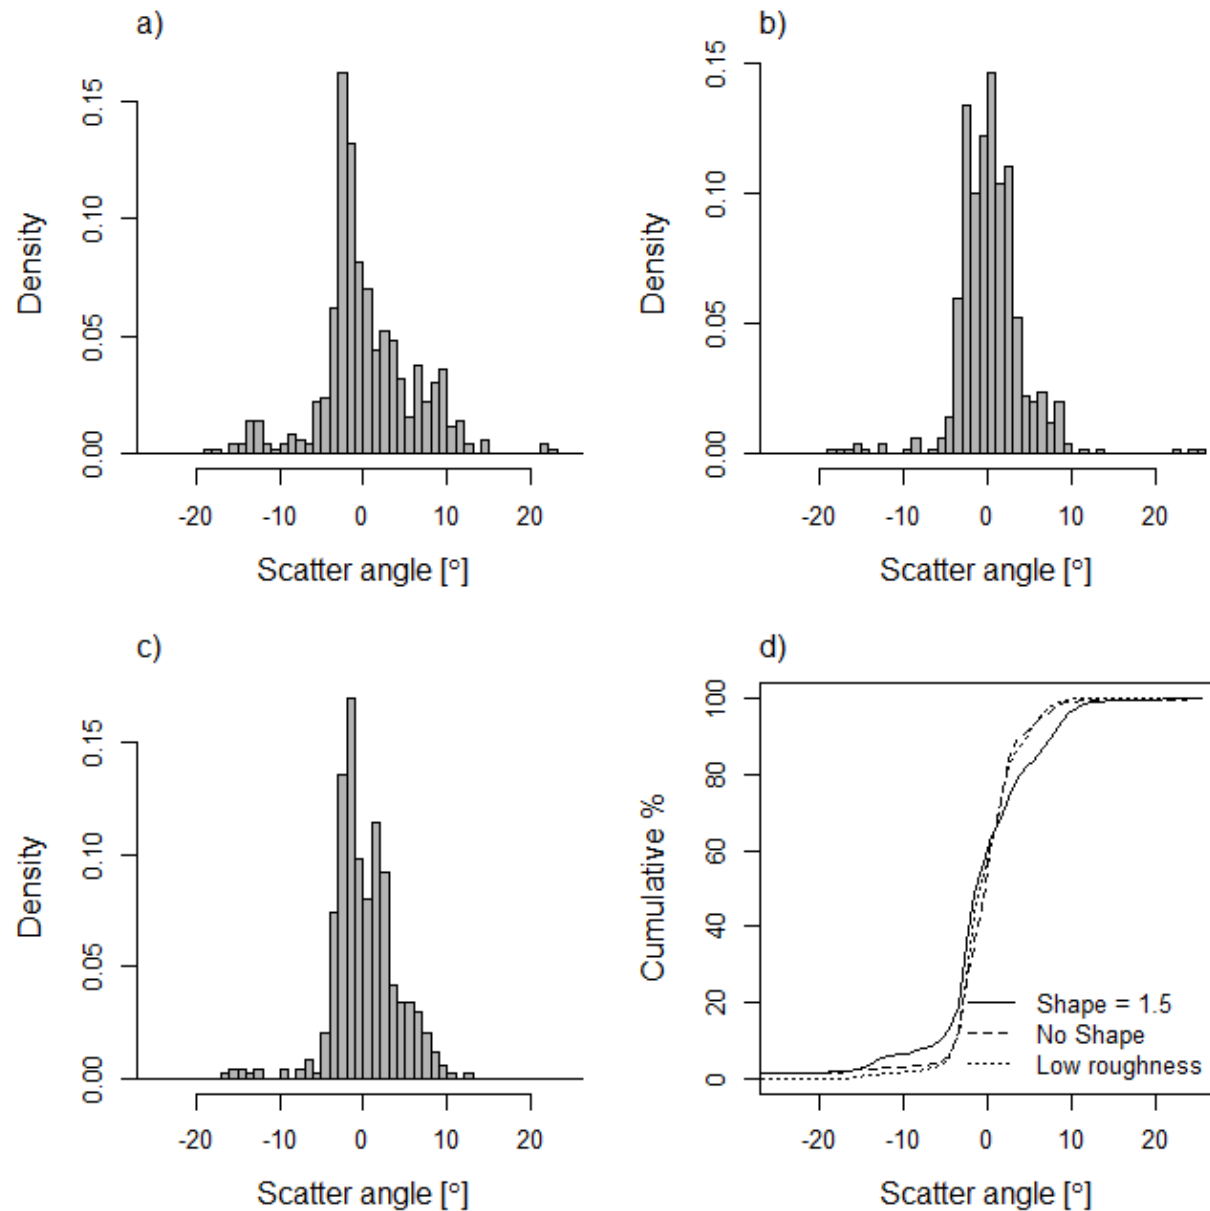 a)
Density
0.00
0.05
0.10
0.15
-20 -10 0 10 20
Scatter angle [°]
b)
Density
0.00
0.05
0.10
0.15
-20 -10 0 10 20
Scatter angle [°]
c)
Density
0.00
0.05
0.10
0.15
-20 -10 0 10 20
Scatter angle [°]
d)
Cumulative %
0
20
40
60
80
100
Shape = 1.5
No Shape
Low roughness
-20 -10 0 10 20
Scatter angle [°]